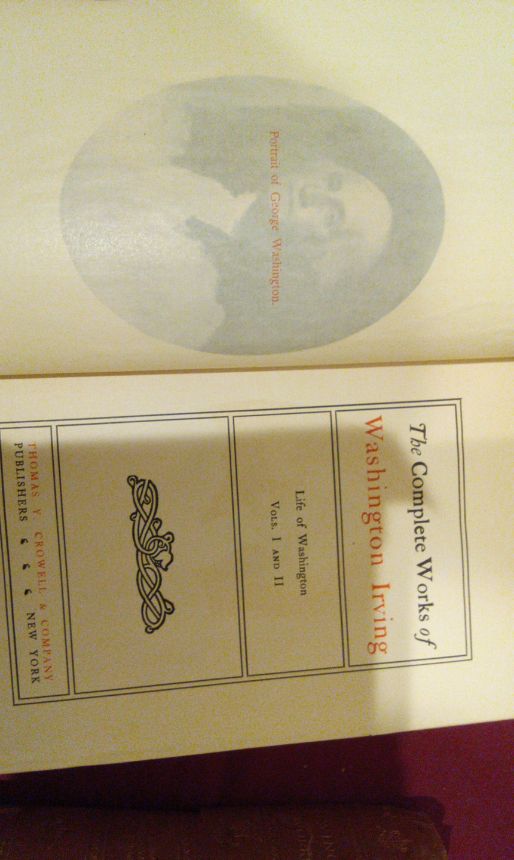 Portrait of George Washington.
The Complete Works of
Washington Irving
Life of Washington
Vols. I and II
THOMAS Y. CROWELL & COMPANY
PUBLISHERS NEW YORK